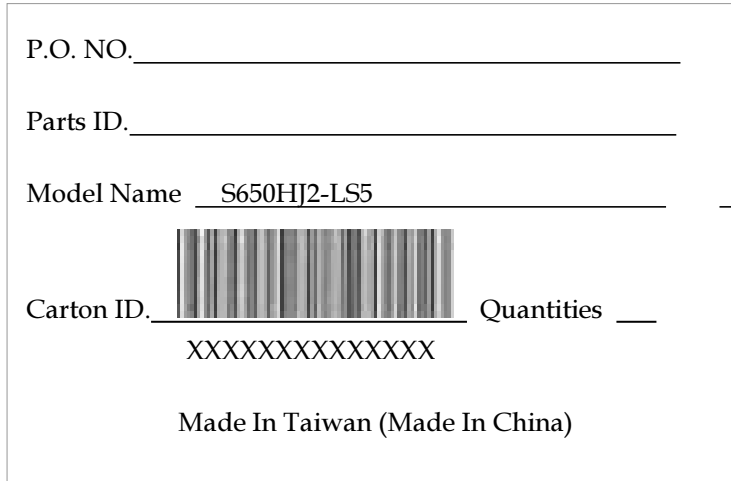 P.O. NO.
Parts ID.
Model Name S650HJ2-LS5
Carton ID. Quantities
XXXXXXXXXXXXXX
Made In Taiwan (Made In China)